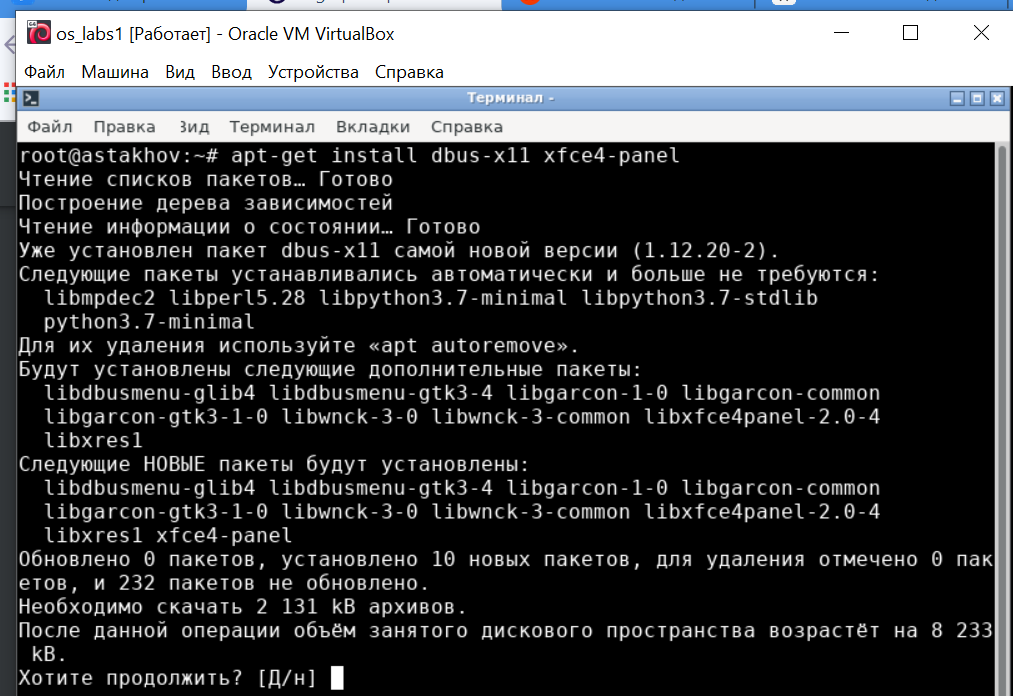 os_labs1 [Работает] - Oracle VM VirtualBox
Файл Машина Вид Ввод Устройства Справка
Терминал -
Файл Правка Вид Терминал Вкладки Справка
root@astakhov:~# apt-get install dbus-x11 xfce4-panel
Чтение списков пакетов… Готово
Построение дерева зависимостей
Чтение информации о состоянии… Готово
Уже установлен пакет dbus-x11 самой новой версии (1.12.20-2).
Следующие пакеты устанавливались автоматически и больше не требуются:
libmpdec2 libperl5.28 libpython3.7-minimal libpython3.7-stdlib
python3.7-minimal
Для их удаления используйте «apt autoremove».
Будут установлены следующие дополнительные пакеты:
libdbusmenu-glib4 libdbusmenu-gtk3-4 libgarcon-1-0 libgarcon-common
libgarcon-gtk3-1-0 libwnck-3-0 libwnck-3-common libxfce4panel-2.0-4
libxres1
Следующие НОВЫЕ пакеты будут установлены:
libdbusmenu-glib4 libdbusmenu-gtk3-4 libgarcon-1-0 libgarcon-common
libgarcon-gtk3-1-0 libwnck-3-0 libwnck-3-common libxfce4panel-2.0-4
libxres1 xfce4-panel
Обновлено 0 пакетов, установлено 10 новых пакетов, для удаления отмечено 0 пак
етов, и 232 пакетов не обновлено.
Необходимо скачать 2 131 kB архивов.
После данной операции объём занятого дискового пространства возрастёт на 8 233
kB.
Хотите продолжить? [Д/н]